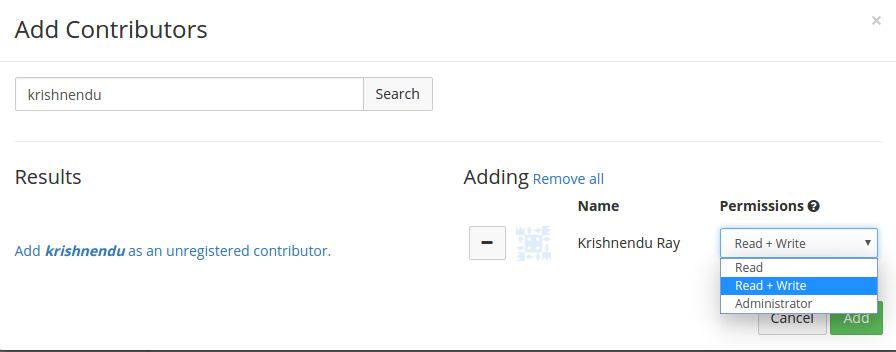 Add Contributors
×
krishnendu
Search
Results
Adding Remove all
Name
Permissions ?
Add krishnendu as an unregistered contributor.
−
Krishnendu Ray
Read + Write
Read
Read + Write
Administrator
Cancel
Add